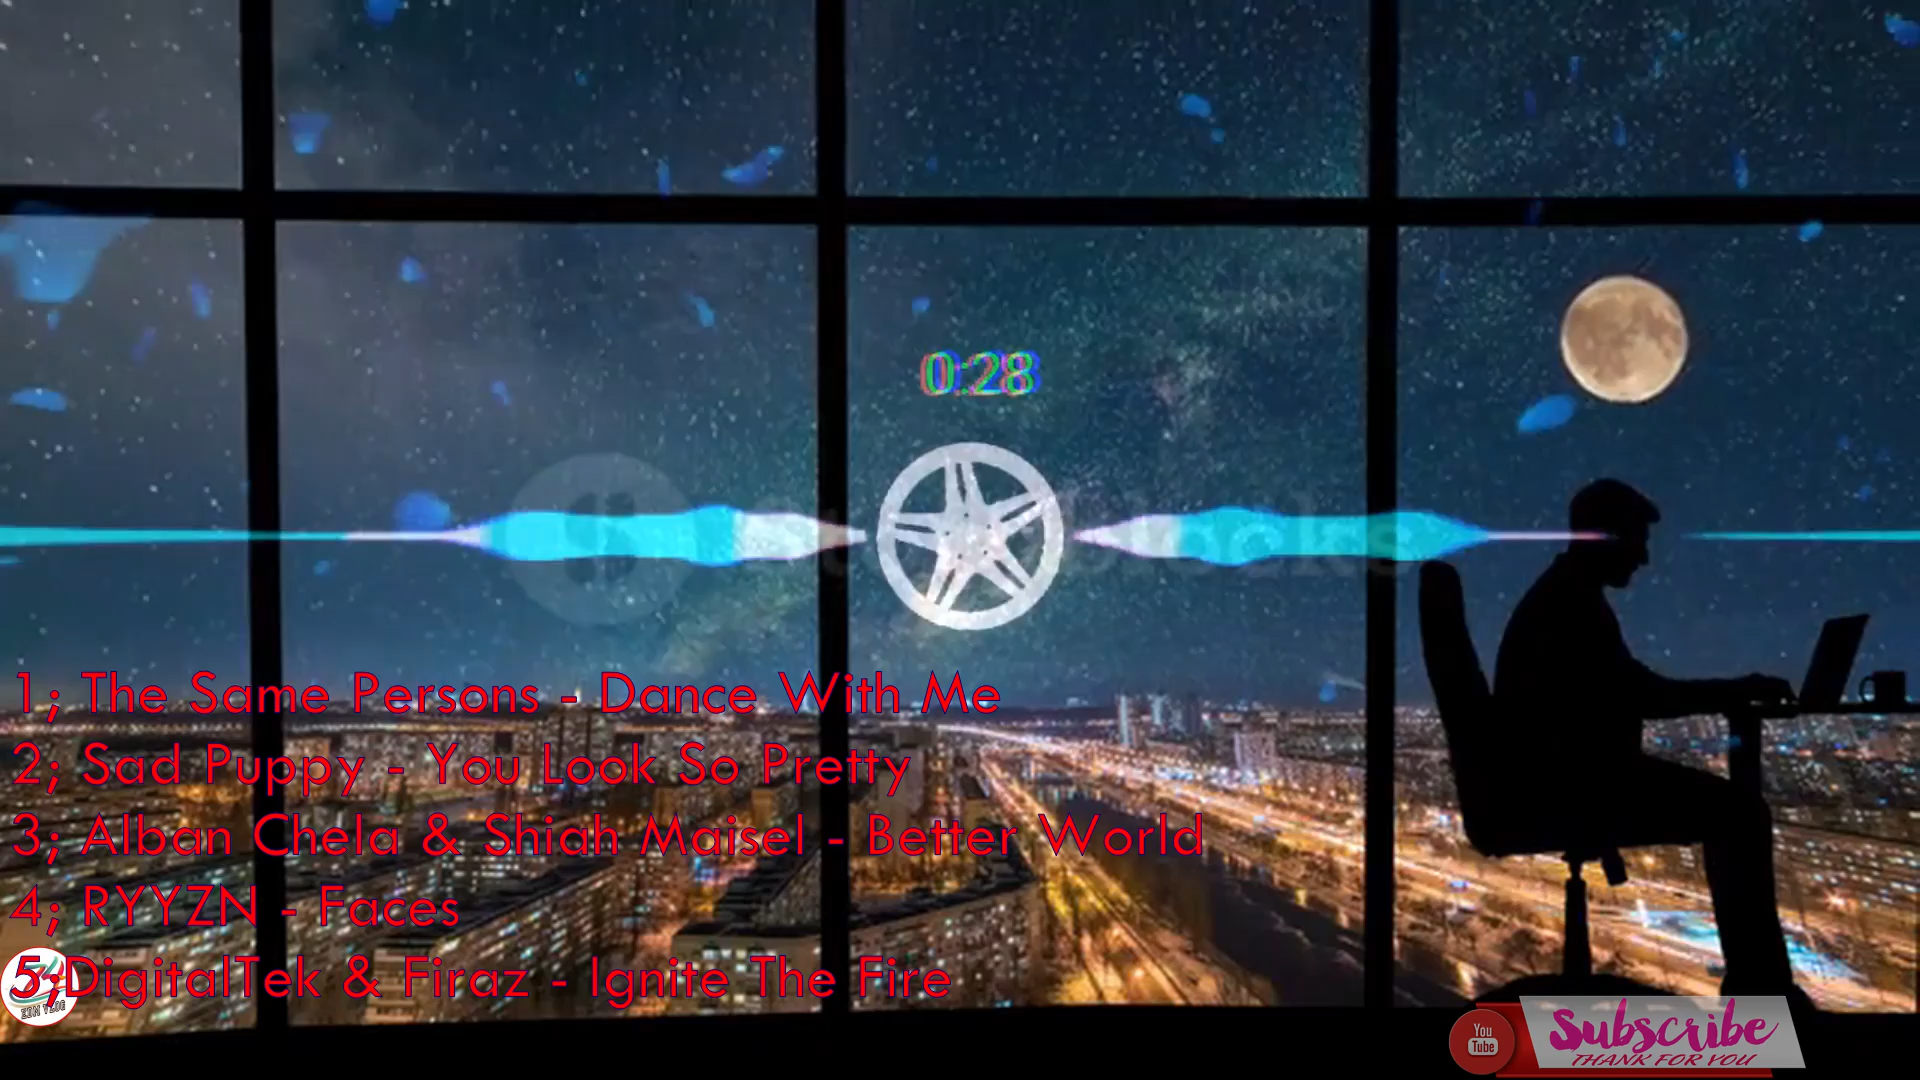 0:28
1; The Same Persons - Dance With Me
2; Sad Puppy - You Look So Pretty
3; Alban Chela & Shiah Maisel - Better World
4; RYYZN - Faces
5;DigitalTek & Firaz - Ignite The Fire
You
Tube
Subscribe
THANK FOR YOU